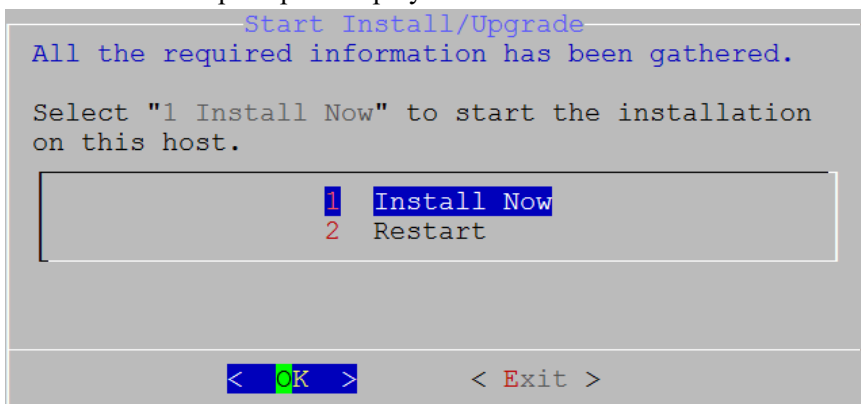 Start Install/Upgrade
All the required information has been gathered.
Select "1 Install Now" to start the installation
on this host.
1 Install Now
2 Restart
< OK > < Exit >